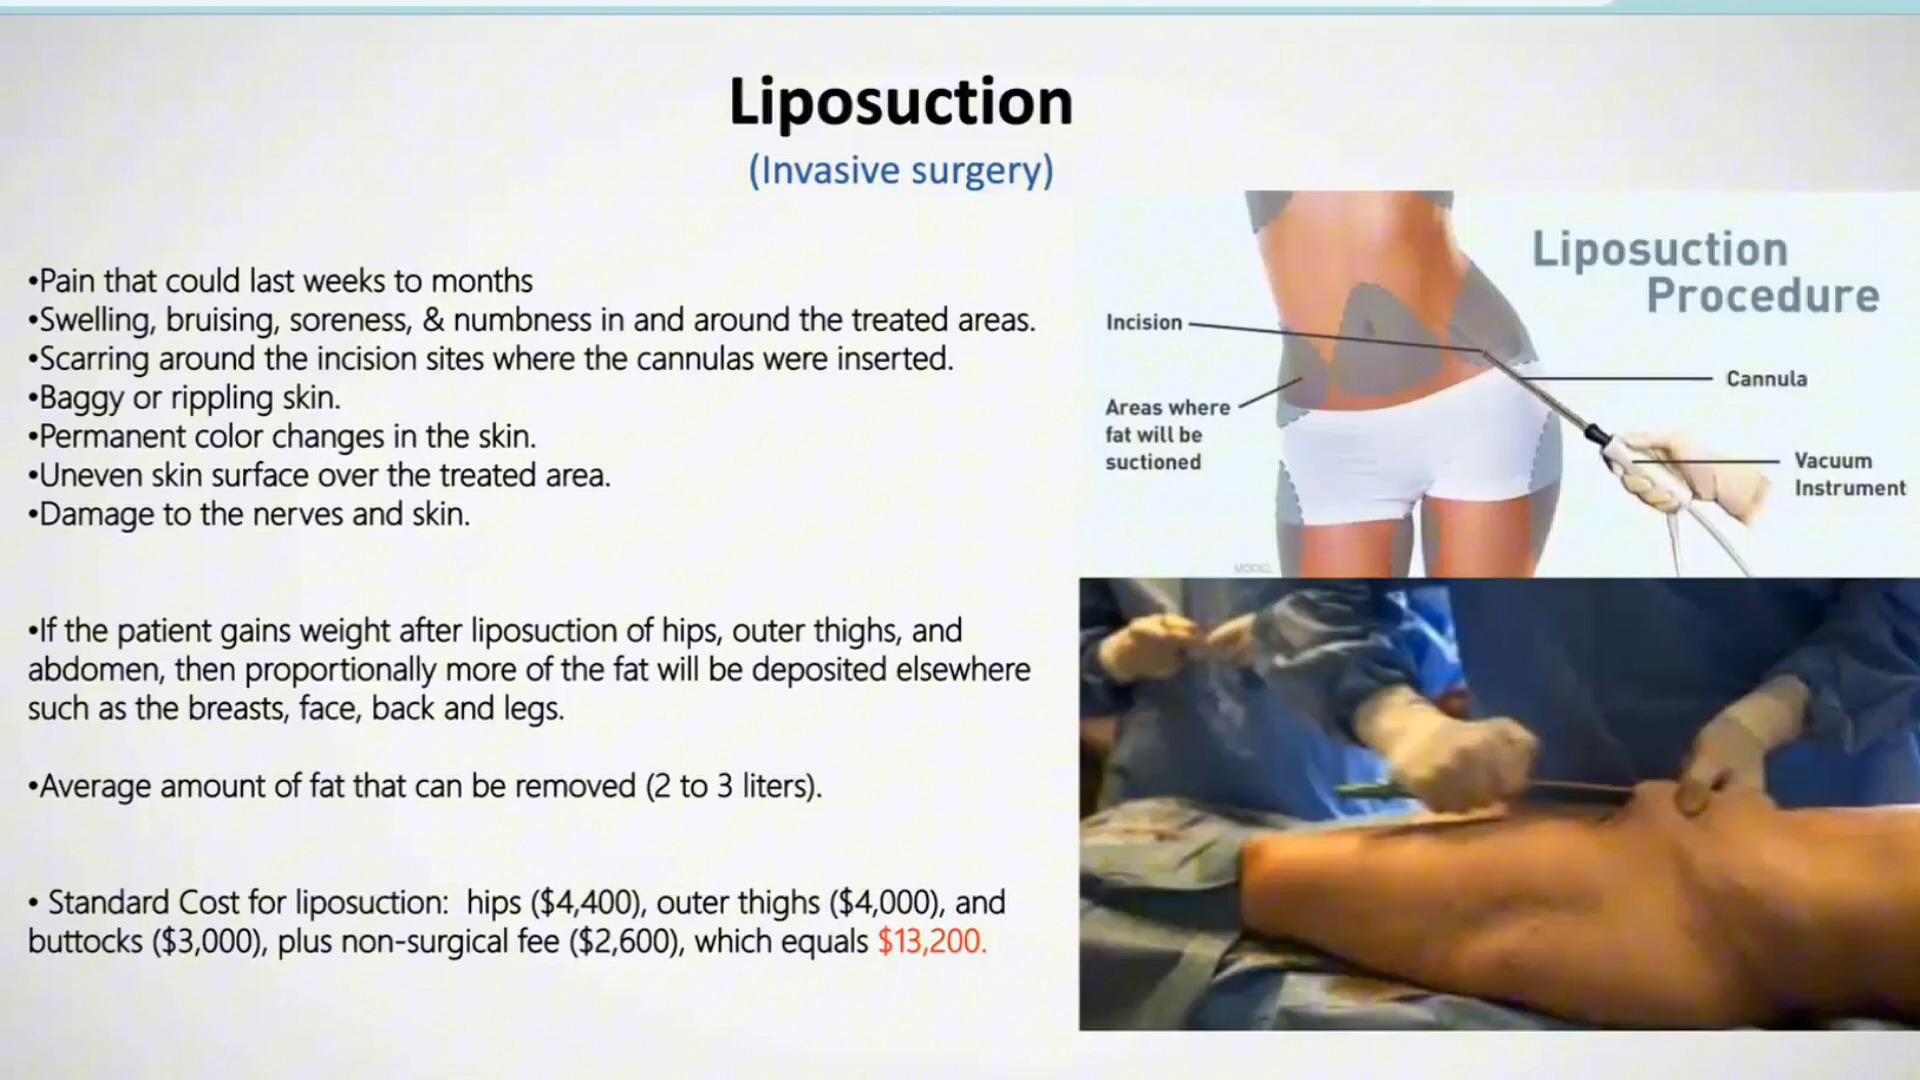 Liposuction
(Invasive surgery)
•Pain that could last weeks to months
•Swelling, bruising, soreness, & numbness in and around the treated areas.
•Scarring around the incision sites where the cannulas were inserted.
•Baggy or rippling skin.
•Permanent color changes in the skin.
•Uneven skin surface over the treated area.
•Damage to the nerves and skin.
•If the patient gains weight after liposuction of hips, outer thighs, and
abdomen, then proportionally more of the fat will be deposited elsewhere
such as the breasts, face, back and legs.
•Average amount of fat that can be removed (2 to 3 liters).
• Standard Cost for liposuction:  hips ($4,400), outer thighs ($4,000), and
buttocks ($3,000), plus non-surgical fee ($2,600), which equals $13,200.
Liposuction
Procedure
Incision
Cannula
Areas where
fat will be
suctioned
Vacuum
Instrument
MODEL